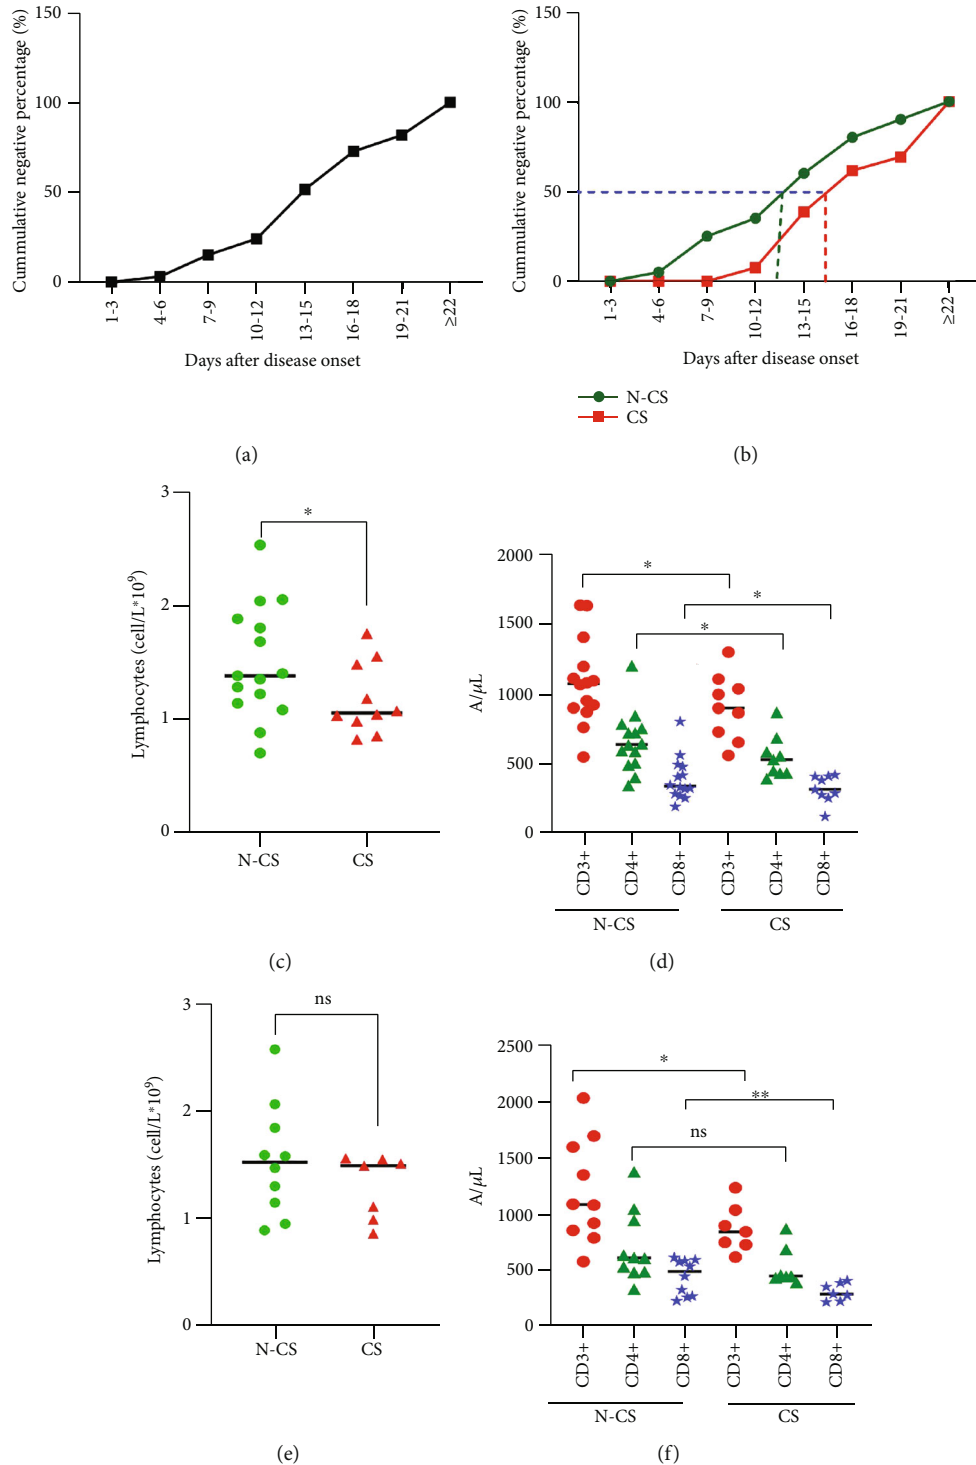 Cummulative negative percentage (%)
150
100
50
0
1-3
4-6
7-9
10-12
13-15
16-18
19-21
≥22
Days after disease onset
(a)
Cummulative negative percentage (%)
150
100
50
0
1-3
4-6
7-9
10-12
13-15
16-18
19-21
≥22
Days after disease onset
N-CS
CS
(b)
Lymphocytes (cell/L*10⁹)
3
2
1
0
*
N-CS
CS
(c)
A/μL
2000
1500
1000
500
0
*
*
*
CD3+
CD4+
CD8+
CD3+
CD4+
CD8+
N-CS
CS
(d)
Lymphocytes (cell/L*10⁹)
3
2
1
0
ns
N-CS
CS
(e)
A/μL
2500
2000
1500
1000
500
0
*
**
ns
CD3+
CD4+
CD8+
CD3+
CD4+
CD8+
N-CS
CS
(f)